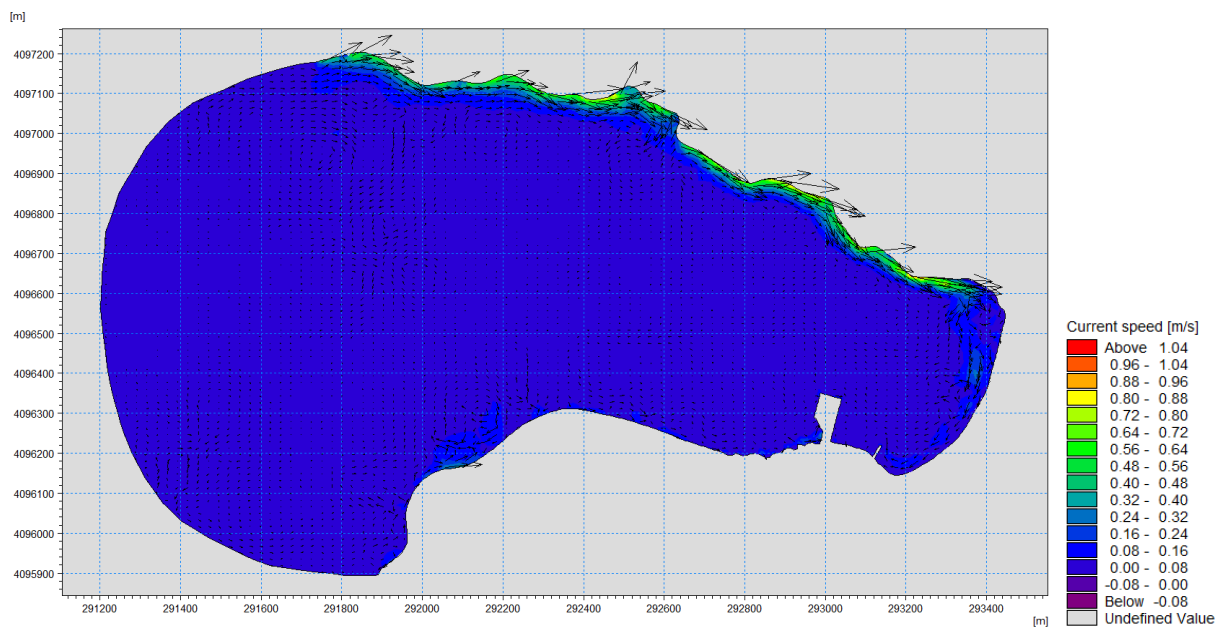 [m]
4097200
4097100
4097000
4096900
4096800
4096700
4096600
4096500
4096400
4096300
4096200
4096100
4096000
4095900
291200 291400 291600 291800 292000 292200 292400 292600 292800 293000 293200 293400
[m]
Current speed [m/s]
Above 1.04
0.96 - 1.04
0.88 - 0.96
0.80 - 0.88
0.72 - 0.80
0.64 - 0.72
0.56 - 0.64
0.48 - 0.56
0.40 - 0.48
0.32 - 0.40
0.24 - 0.32
0.16 - 0.24
0.08 - 0.16
0.00 - 0.08
-0.08 - 0.00
Below -0.08
Undefined Value